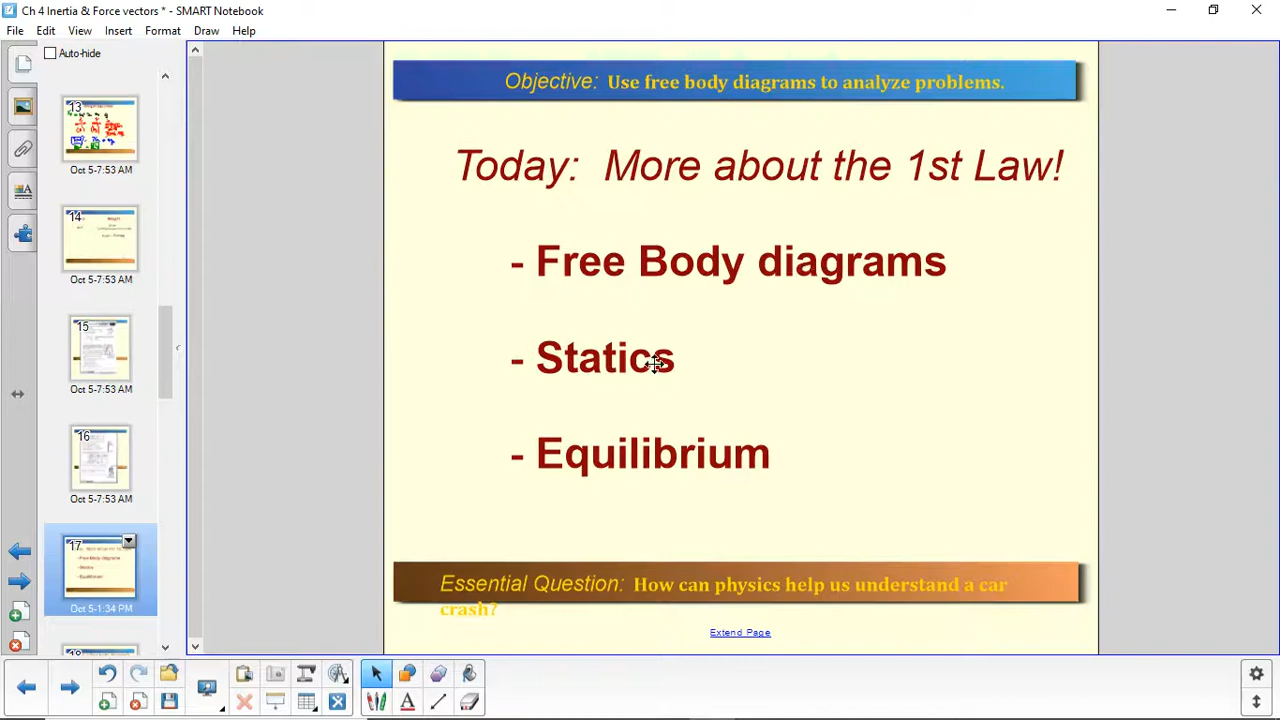 Ch 4 Inertia & Force vectors * - SMART Notebook
File Edit View Insert Format Draw Help
Auto-hide
13
Oct 5-7:53 AM
14
Oct 5-7:53 AM
15
Oct 5-7:53 AM
16
Oct 5-7:53 AM
17
Oct 5-1:34 PM
Objective: Use free body diagrams to analyze problems.
Today: More about the 1st Law!
- Free Body diagrams
- Statics
- Equilibrium
Essential Question: How can physics help us understand a car
crash?
Extend Page